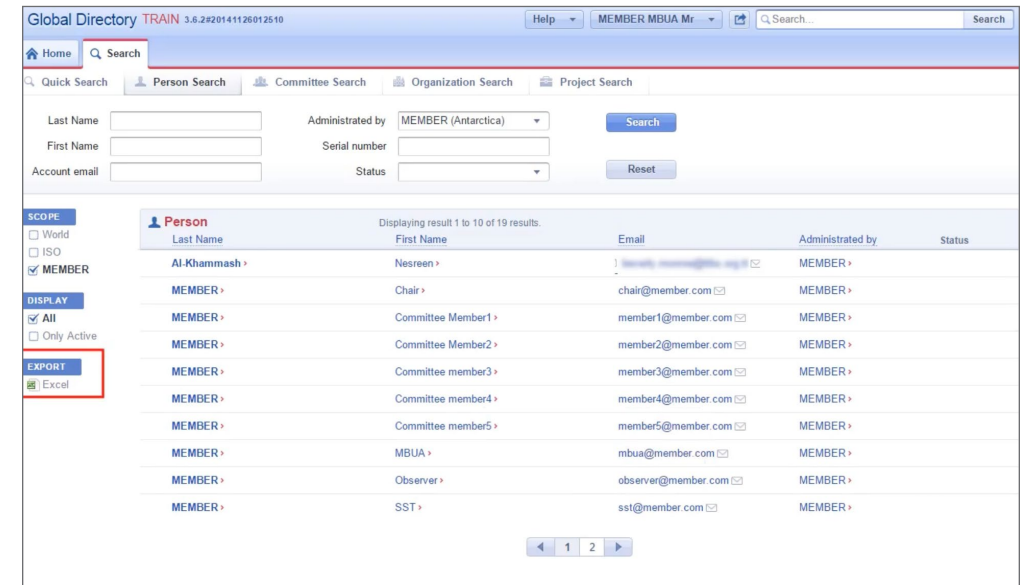 Global Directory TRAIN 3.6.2#20141126012510 Help MEMBER MBUA Mr Search... Search
Home Search
Quick Search Person Search Committee Search Organization Search Project Search
Last Name Administrated by MEMBER (Antarctica) Search
First Name Serial number
Account email Status Reset
SCOPE
World
ISO
MEMBER
DISPLAY
All
Only Active
EXPORT
Excel
Person Displaying result 1 to 10 of 19 results.
Last Name First Name Email Administrated by Status
Al-Khammash Nesreen MEMBER
MEMBER Chair chair@member.com MEMBER
MEMBER Committee Member1 member1@member.com MEMBER
MEMBER Committee Member2 member2@member.com MEMBER
MEMBER Committee member3 member3@member.com MEMBER
MEMBER Committee member4 member4@member.com MEMBER
MEMBER Committee member5 member5@member.com MEMBER
MEMBER MBUA mbua@member.com MEMBER
MEMBER Observer observer@member.com MEMBER
MEMBER SST sst@member.com MEMBER
1 2